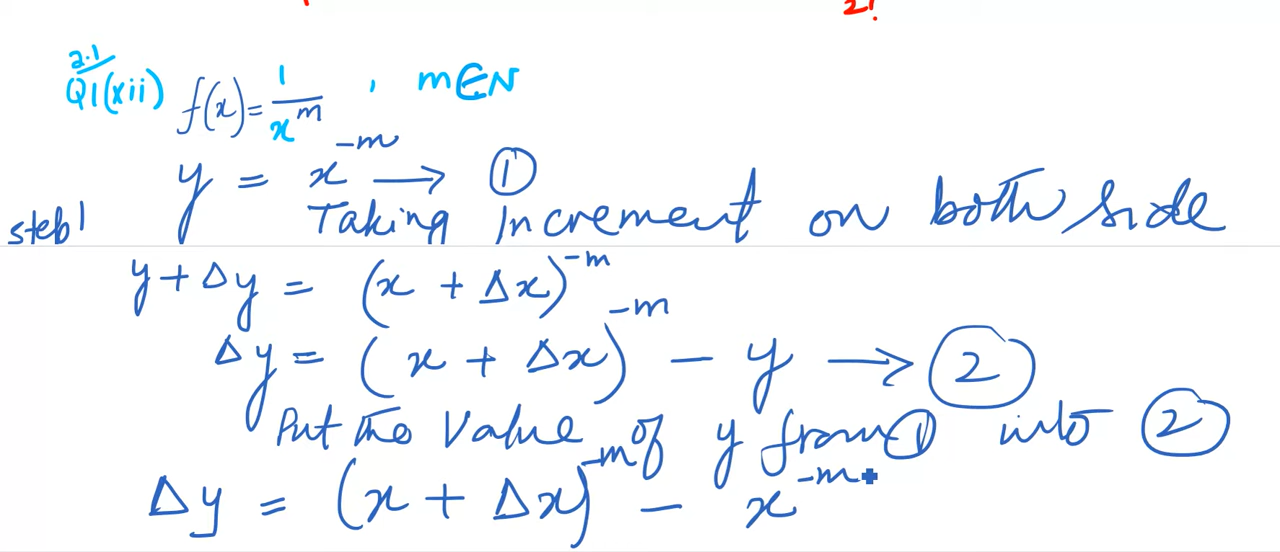 2!
2.1
Q1(xii) f(x) = 1/x^m , m∈N
y = x^-m → ①
step1 Taking Increment on both side
y + Δy = (x + Δx)^-m
Δy = (x + Δx)^-m - y → ②
Put the value of y from ① into ②
Δy = (x + Δx)^-m - x^-m